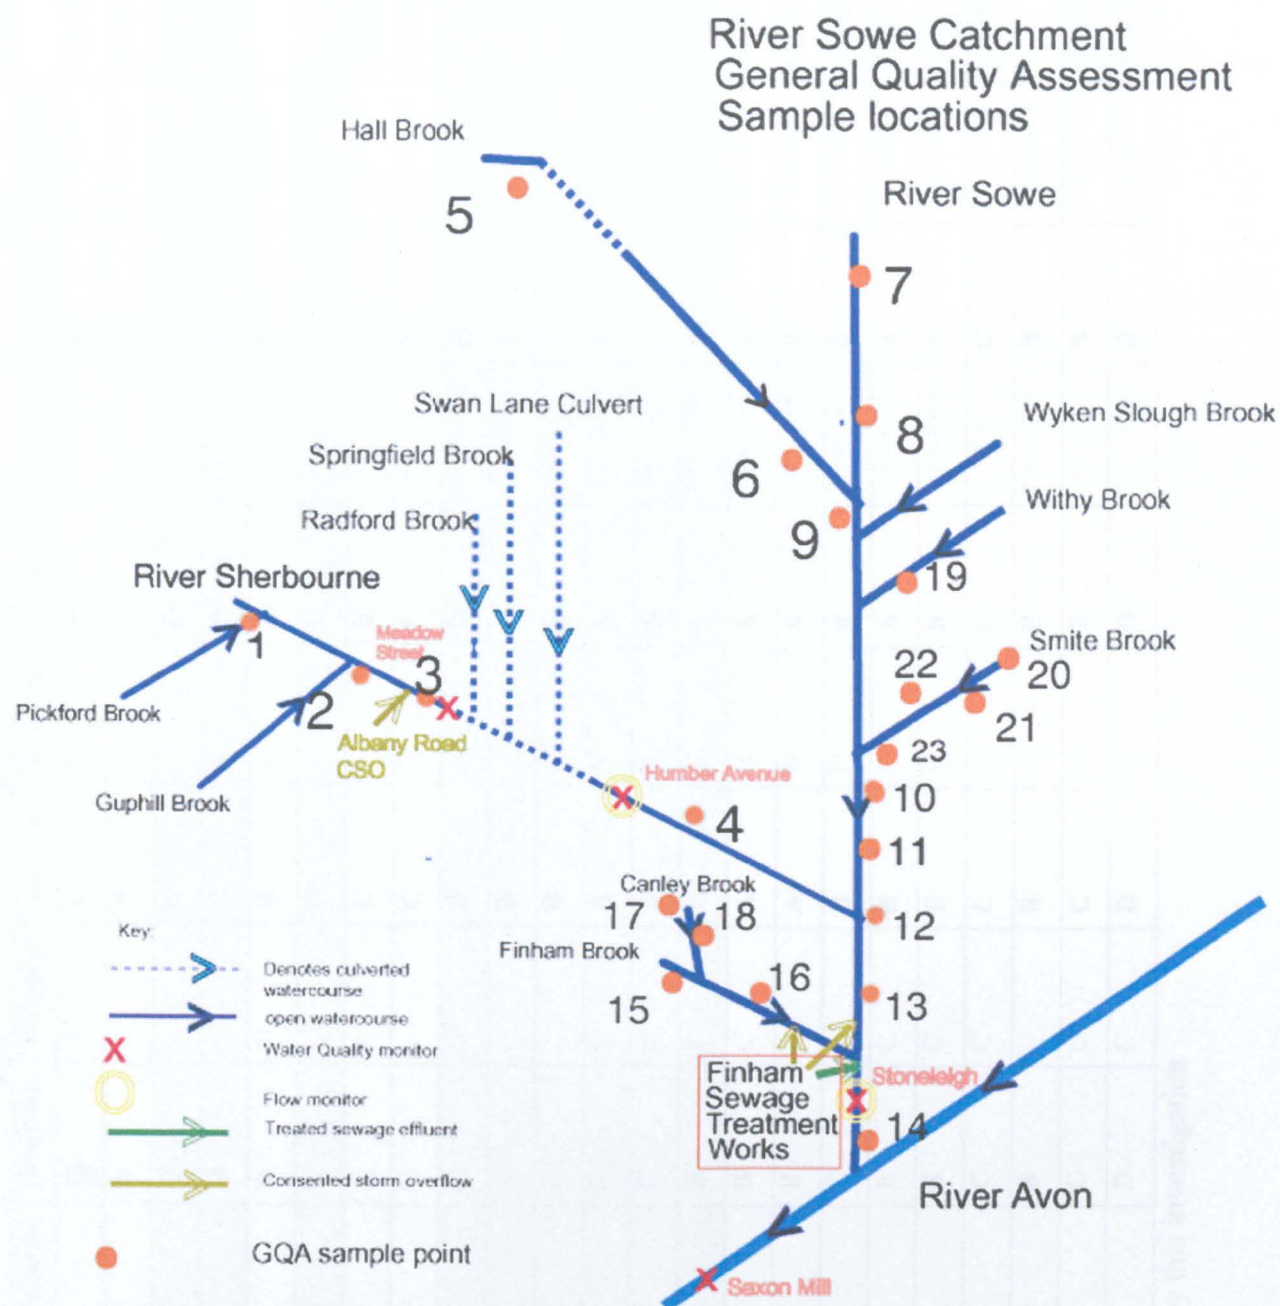 River Sowe Catchment
General Quality Assessment
Sample locations
Hall Brook
5
River Sowe
7
Swan Lane Culvert
8
Wyken Slough Brook
Springfield Brook
6
Withy Brook
Radford Brook
9
19
River Sherbourne
1
Meadow
Street
3
Smite Brook
22
20
21
Pickford Brook
2
Albany Road
CSO
23
Humber Avenue
10
Guphill Brook
4
11
Canley Brook
17
18
12
Key:
Finham Brook
Denotes culverted
watercourse
16
15
13
open watercourse
Water Quality monitor
Finham
Sewage
Treatment
Works
Stoneleigh
Flow monitor
Treated sewage effluent
14
Consented storm overflow
River Avon
GQA sample point
Saxon Mill